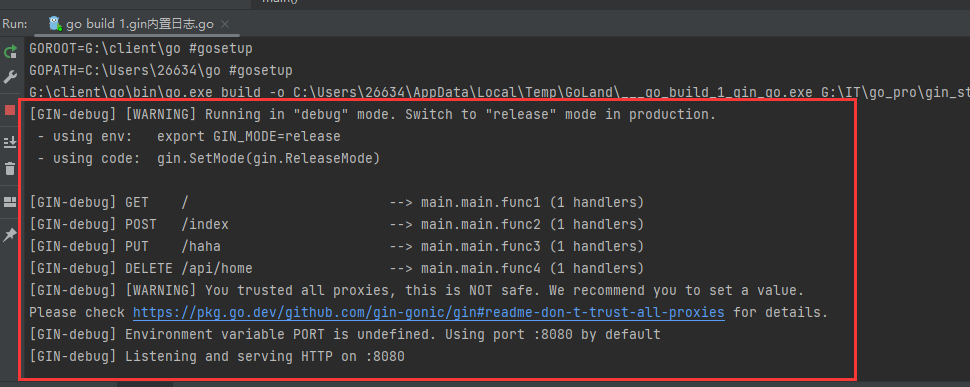 main()
Run: go build 1.gin内置日志.go ×
GOROOT=G:\client\go #gosetup
GOPATH=C:\Users\26634\go #gosetup
G:\client\go\bin\go.exe build -o C:\Users\26634\AppData\Local\Temp\GoLand\___go_build_1_gin_go.exe G:\IT\go_pro\gin_st
[GIN-debug] [WARNING] Running in "debug" mode. Switch to "release" mode in production.
- using env:   export GIN_MODE=release
- using code:  gin.SetMode(gin.ReleaseMode)
[GIN-debug] GET    /                         --> main.main.func1 (1 handlers)
[GIN-debug] POST   /index                    --> main.main.func2 (1 handlers)
[GIN-debug] PUT    /haha                     --> main.main.func3 (1 handlers)
[GIN-debug] DELETE /api/home                 --> main.main.func4 (1 handlers)
[GIN-debug] [WARNING] You trusted all proxies, this is NOT safe. We recommend you to set a value.
Please check https://pkg.go.dev/github.com/gin-gonic/gin#readme-don-t-trust-all-proxies for details.
[GIN-debug] Environment variable PORT is undefined. Using port :8080 by default
[GIN-debug] Listening and serving HTTP on :8080